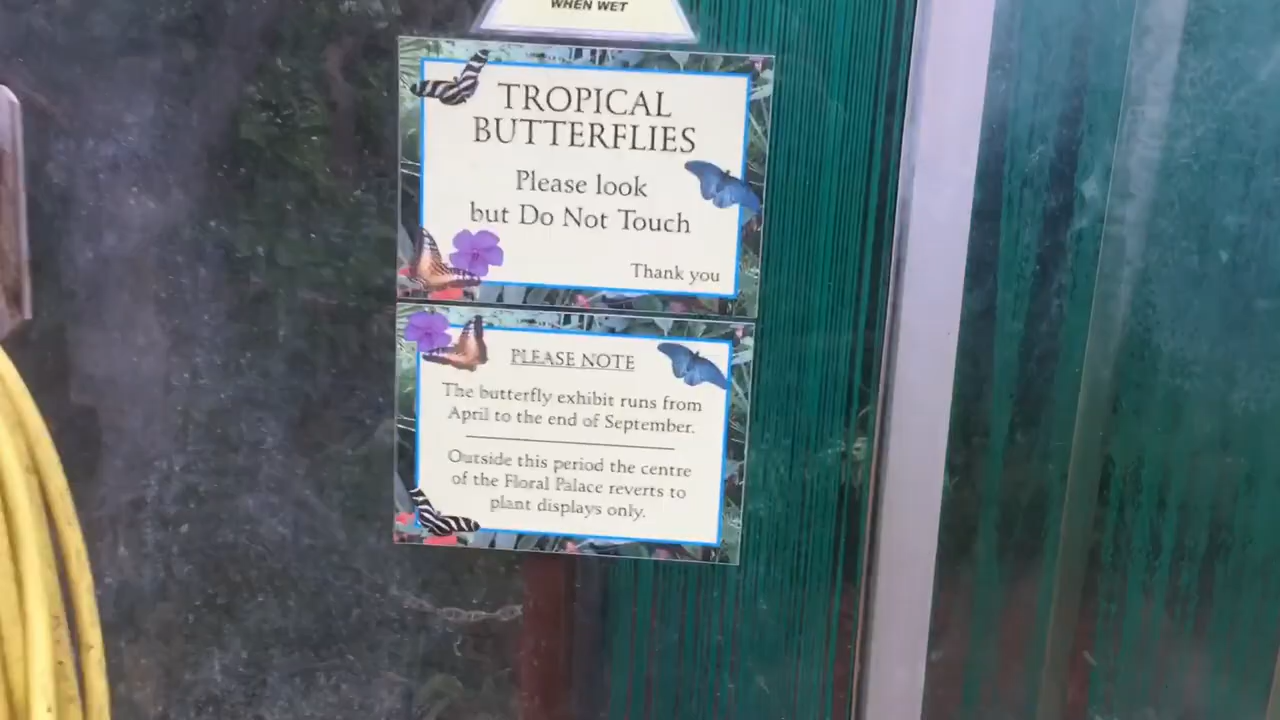 WHEN WET
TROPICAL
BUTTERFLIES
Please look
but Do Not Touch
Thank you
PLEASE NOTE
The butterfly exhibit runs from
April to the end of September.
Outside this period the centre
of the Floral Palace reverts to
plant displays only.